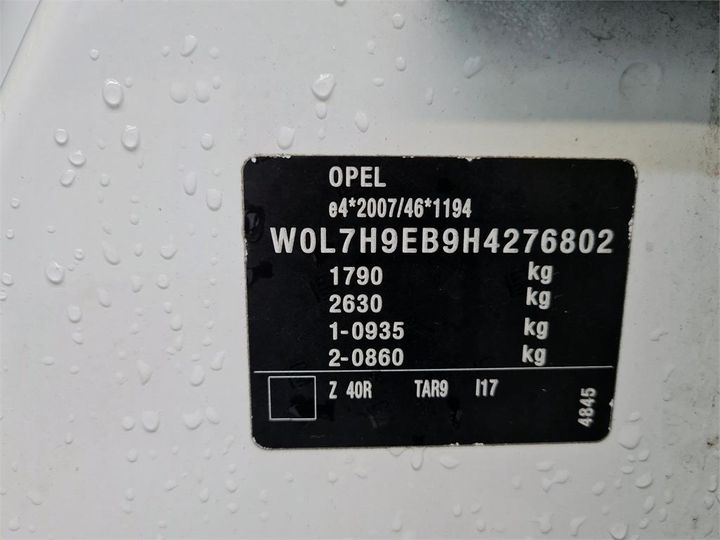 OPEL
e4*2007/46*1194
W0L7H9EB9H4276802
1790 kg
2630 kg
1-0935 kg
2-0860 kg
Z 40R TAR9 I17
4845